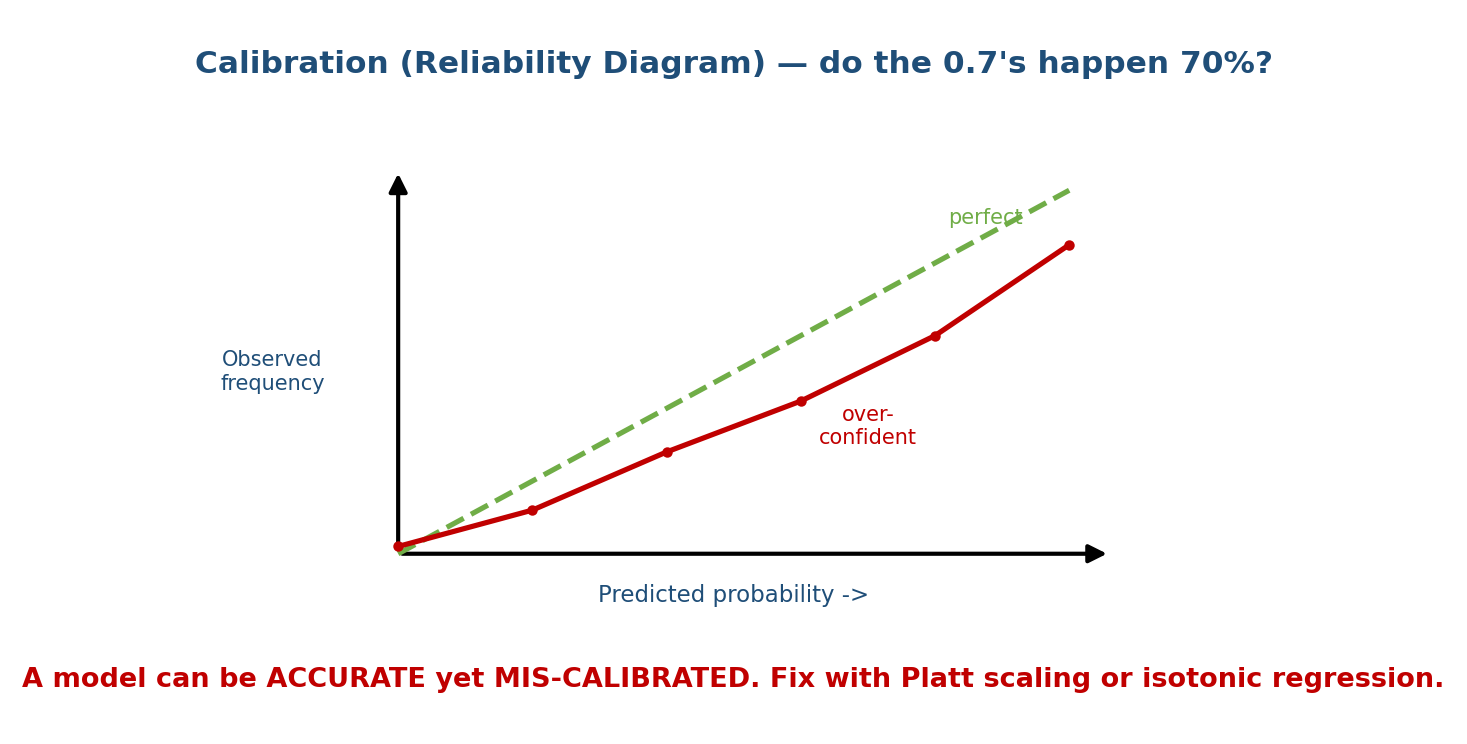 Calibration (Reliability Diagram) — do the 0.7's happen 70%?
perfect
Observed
frequency
over-
confident
Predicted probability ->
A model can be ACCURATE yet MIS-CALIBRATED. Fix with Platt scaling or isotonic regression.